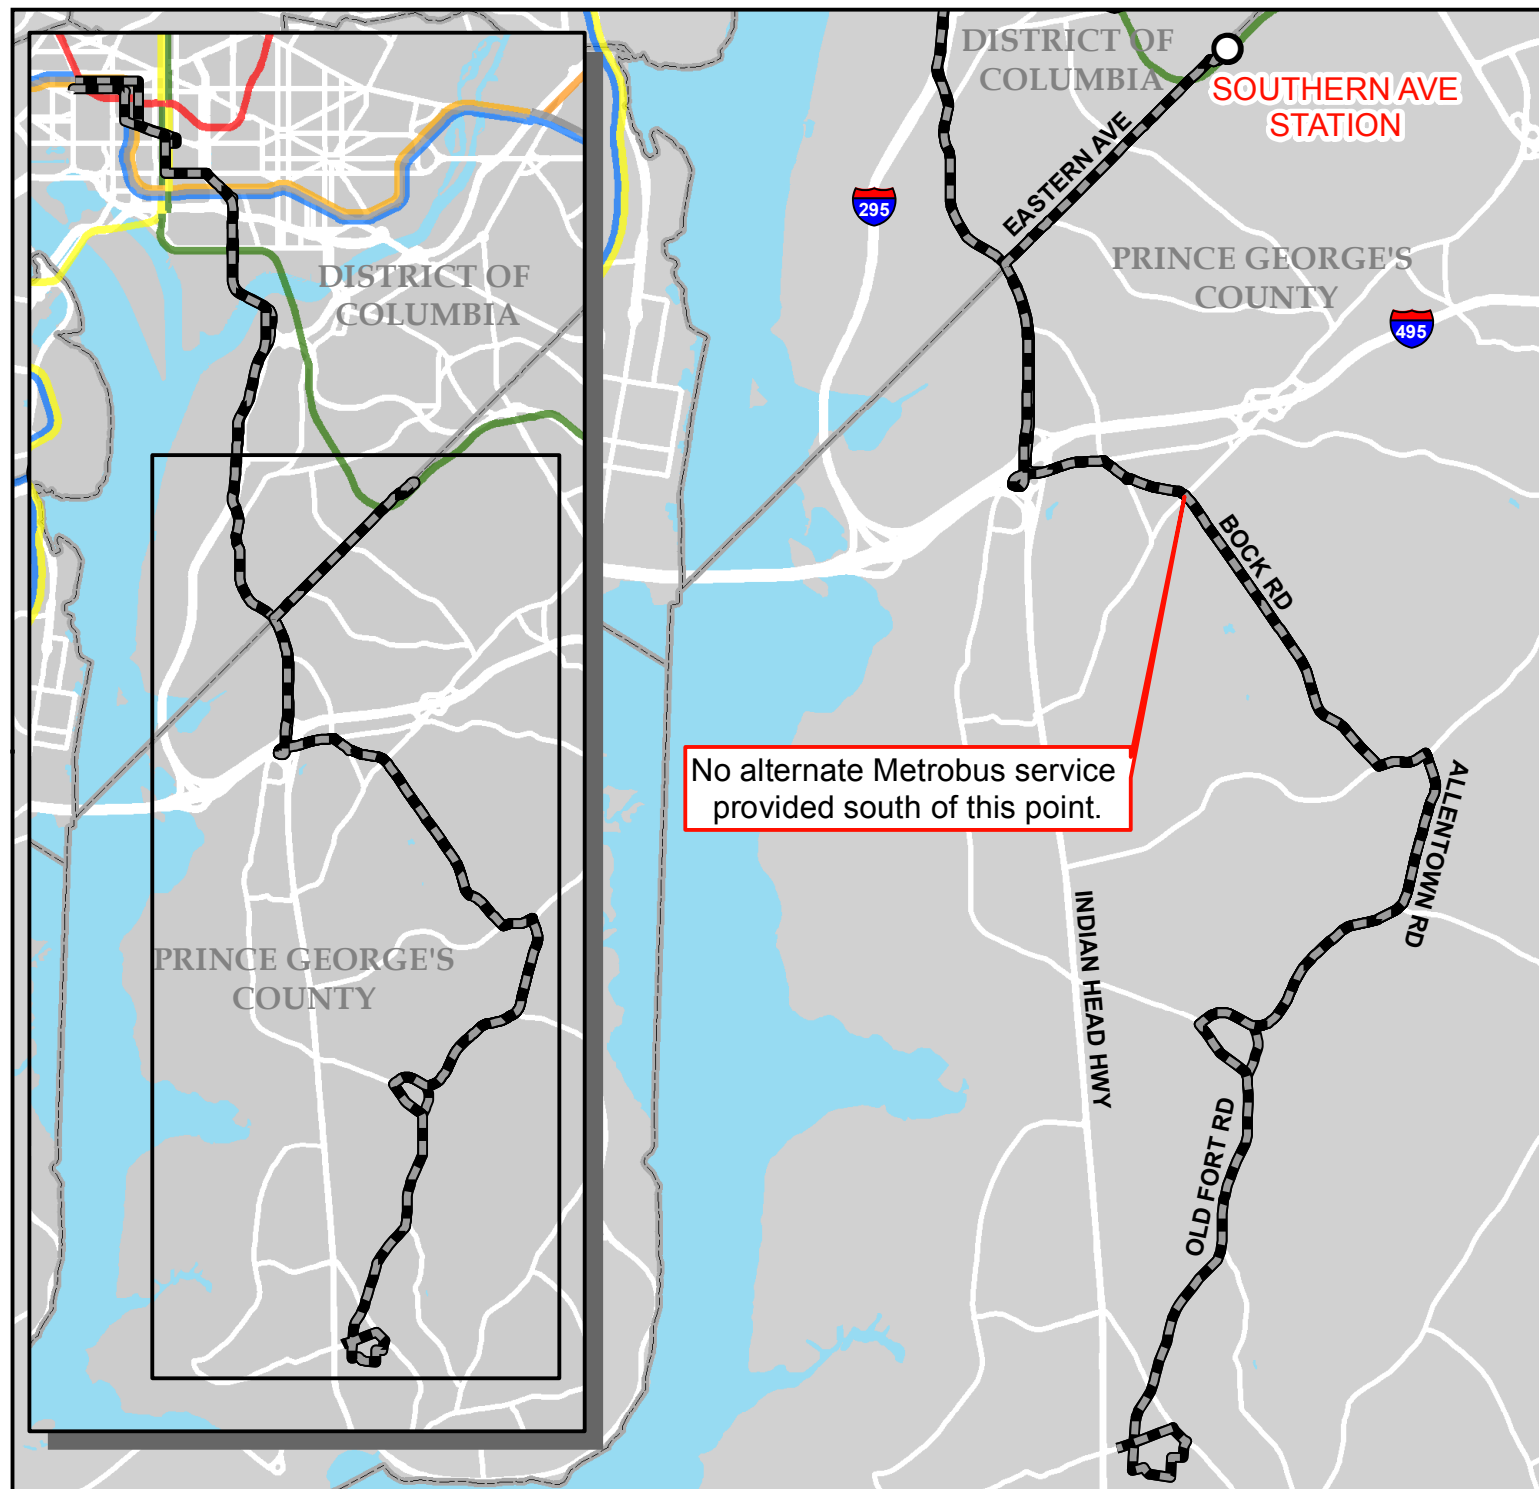 DISTRICT OF
COLUMBIA
PRINCE GEORGE'S
COUNTY
DISTRICT OF
COLUMBIA
SOUTHERN AVE
STATION
EASTERN AVE
295
PRINCE GEORGE'S
COUNTY
495
BOCK RD
No alternate Metrobus service
provided south of this point.
ALLENTOWN RD
INDIAN HEAD HWY
OLD FORT RD